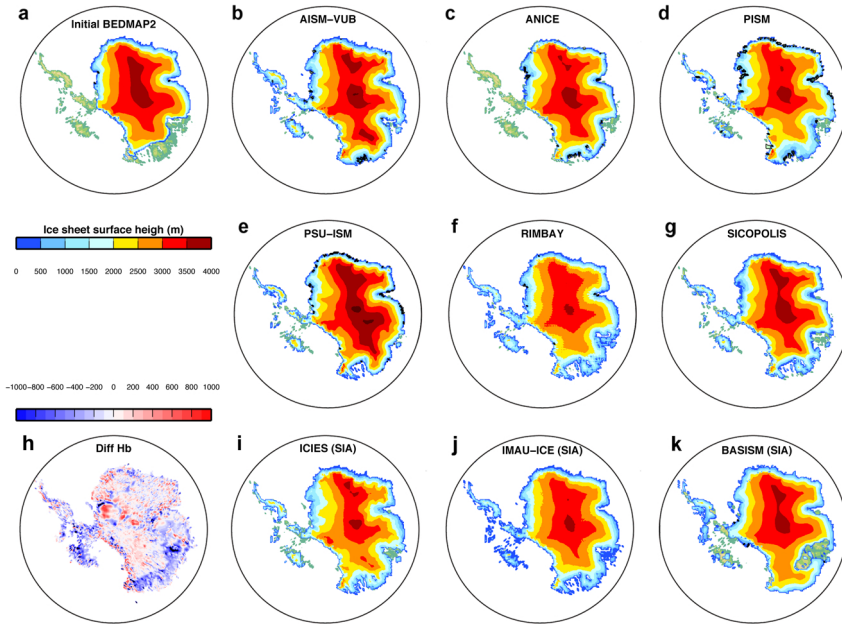 a Initial BEDMAP2
b AISM-VUB
c ANICE
d PISM
Ice sheet surface heigh (m)
0 500 1000 1500 2000 2500 3000 3500 4000
e PSU-ISM
f RIMBAY
g SICOPOLIS
−1000−800 −600 −400 −200 0 200 400 600 800 1000
h Diff Hb
i ICIES (SIA)
j IMAU-ICE (SIA)
k BASISM (SIA)